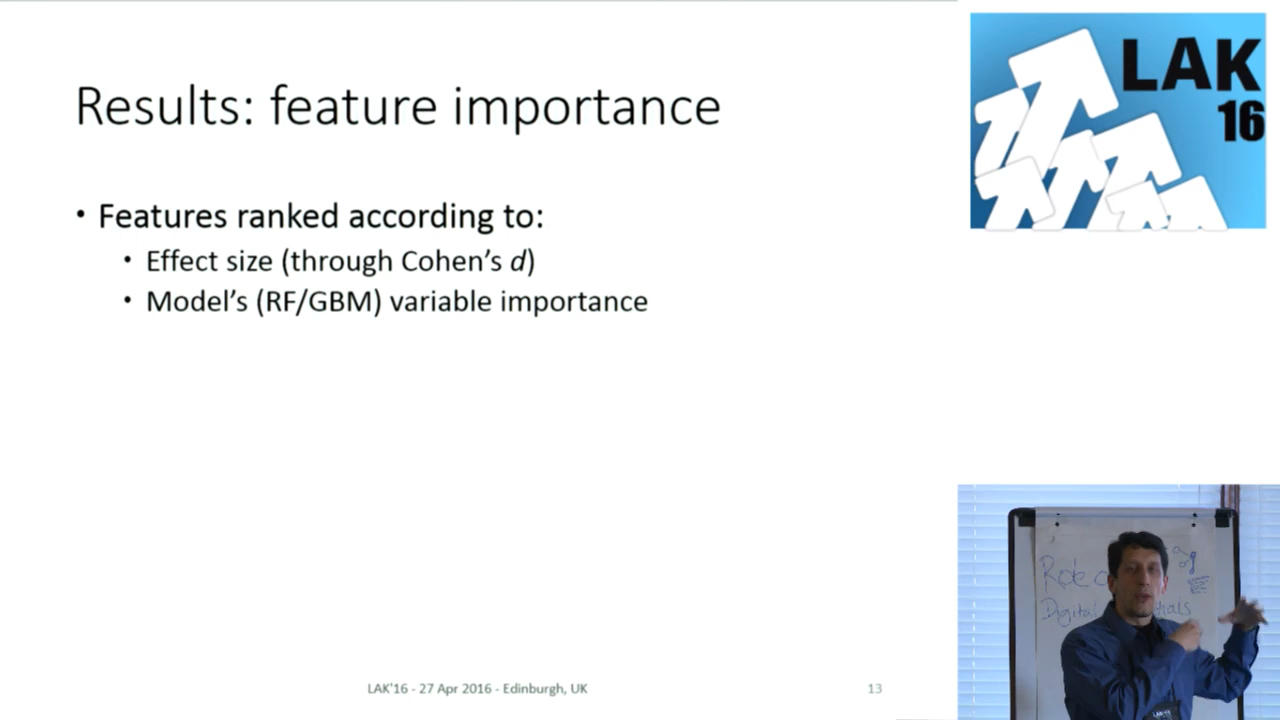 Results: feature importance
• Features ranked according to:
• Effect size (through Cohen's d)
• Model's (RF/GBM) variable importance
LAK'16 - 27 Apr 2016 - Edinburgh, UK
13
LAK
16
Digital